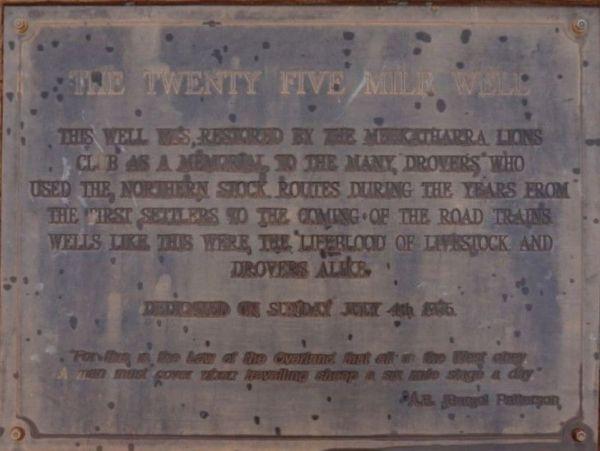 THE TWENTY FIVE MILE WELL
THIS WELL WAS RESTORED BY THE MEEKATHARRA LIONS
CLUB AS A MEMORIAL TO THE MANY DROVERS WHO
USED THE NORTHERN STOCK ROUTES DURING THE YEARS FROM
THE FIRST SETTLERS TO THE COMING OF THE ROAD TRAINS
WELLS LIKE THIS WERE THE LIFEBLOOD OF LIVESTOCK AND
DROVERS ALIKE.
DEDICATED ON SUNDAY JULY 4th
"For this is the Law of the Overland that all in the West obey
A man must cover when travelling sheep a six mile stage a day"
A.B. Patterson